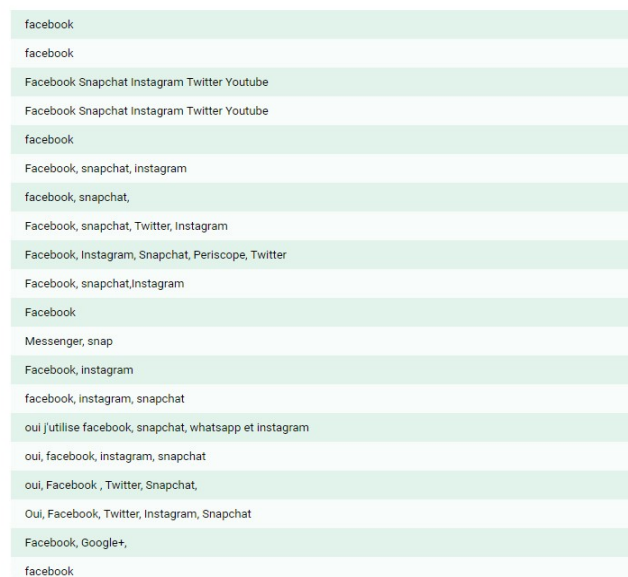 facebook
facebook
Facebook Snapchat Instagram Twitter Youtube
Facebook Snapchat Instagram Twitter Youtube
facebook
Facebook, snapchat, instagram
facebook, snapchat,
Facebook, snapchat, Twitter, Instagram
Facebook, Instagram, Snapchat, Periscope, Twitter
Facebook, snapchat,Instagram
Facebook
Messenger, snap
Facebook, instagram
facebook, instagram, snapchat
oui j'utilise facebook, snapchat, whatsapp et instagram
oui, facebook, instagram, snapchat
oui, Facebook , Twitter, Snapchat,
Oui, Facebook, Twitter, Instagram, Snapchat
Facebook, Google+,
facebook